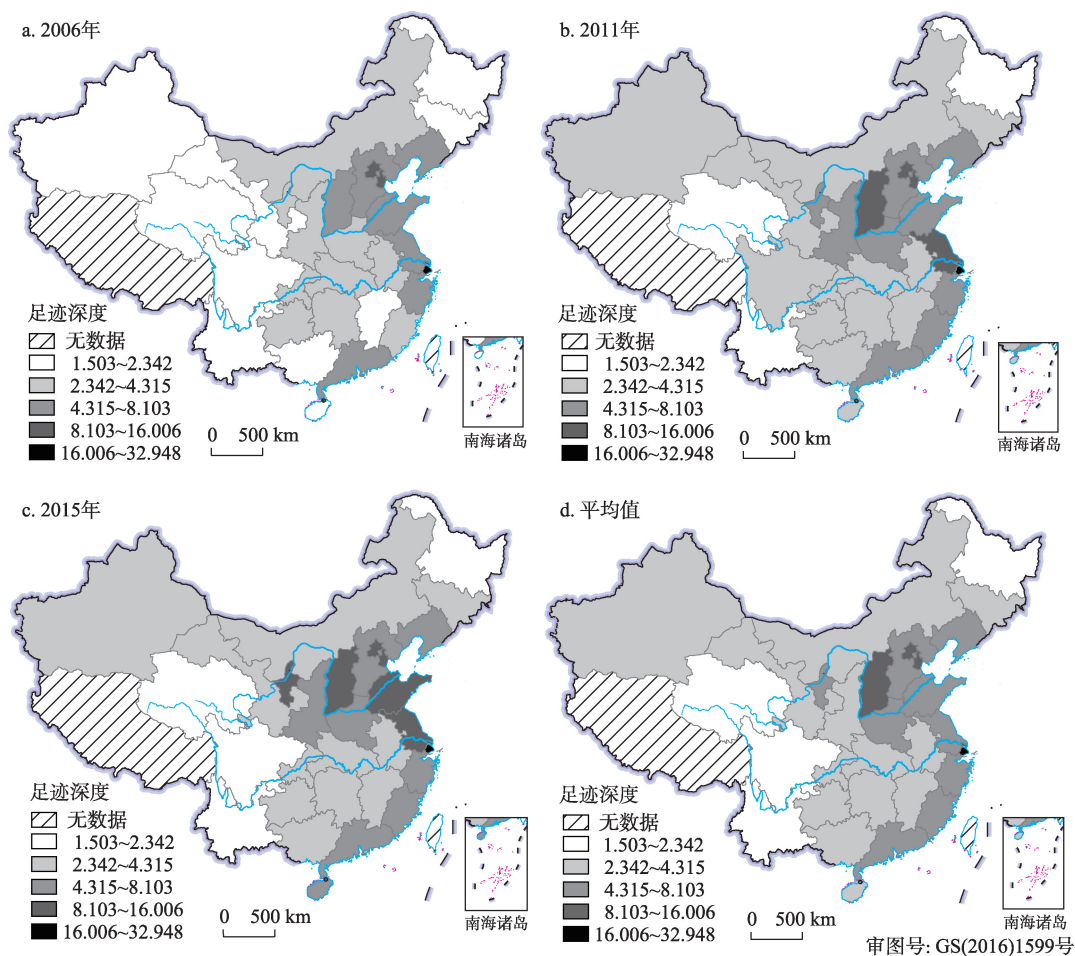 a. 2006年
足迹深度
无数据
1.503~2.342
2.342~4.315
4.315~8.103
8.103~16.006
16.006~32.948
0 500 km
南海诸岛
b. 2011年
足迹深度
无数据
1.503~2.342
2.342~4.315
4.315~8.103
8.103~16.006
16.006~32.948
0 500 km
南海诸岛
c. 2015年
足迹深度
无数据
1.503~2.342
2.342~4.315
4.315~8.103
8.103~16.006
16.006~32.948
0 500 km
南海诸岛
d. 平均值
足迹深度
无数据
1.503~2.342
2.342~4.315
4.315~8.103
8.103~16.006
16.006~32.948
0 500 km
南海诸岛
审图号: GS(2016)1599号